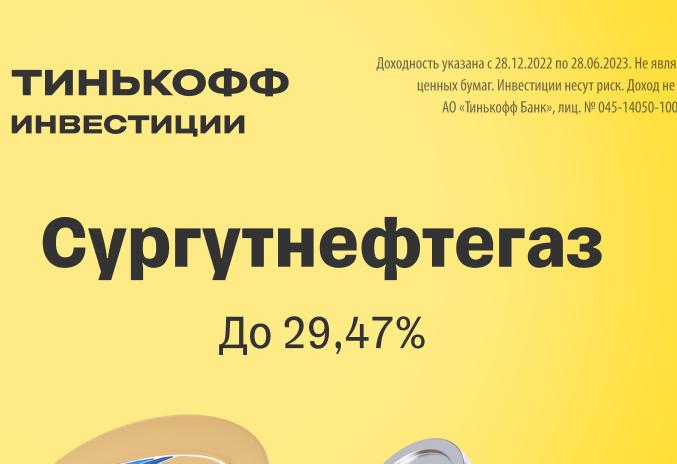 ТИНЬКОФФ
ИНВЕСТИЦИИ
Доходность указана с 28.12.2022 по 28.06.2023. Не явля
ценных бумаг. Инвестиции несут риск. Доход не
АО «Тинькофф Банк», лиц. № 045-14050-100
Сургутнефтегаз
До 29,47%